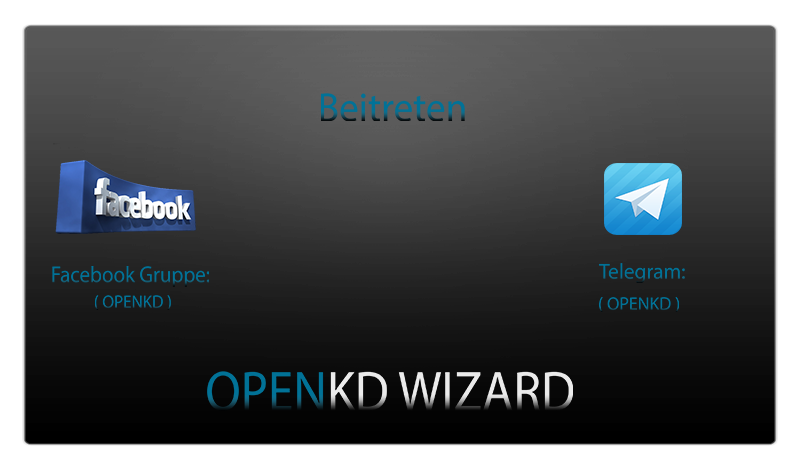 Beitreten
facebook
Facebook Gruppe:
( OPENKD )
Telegram:
( OPENKD )
OPENKD WIZARD